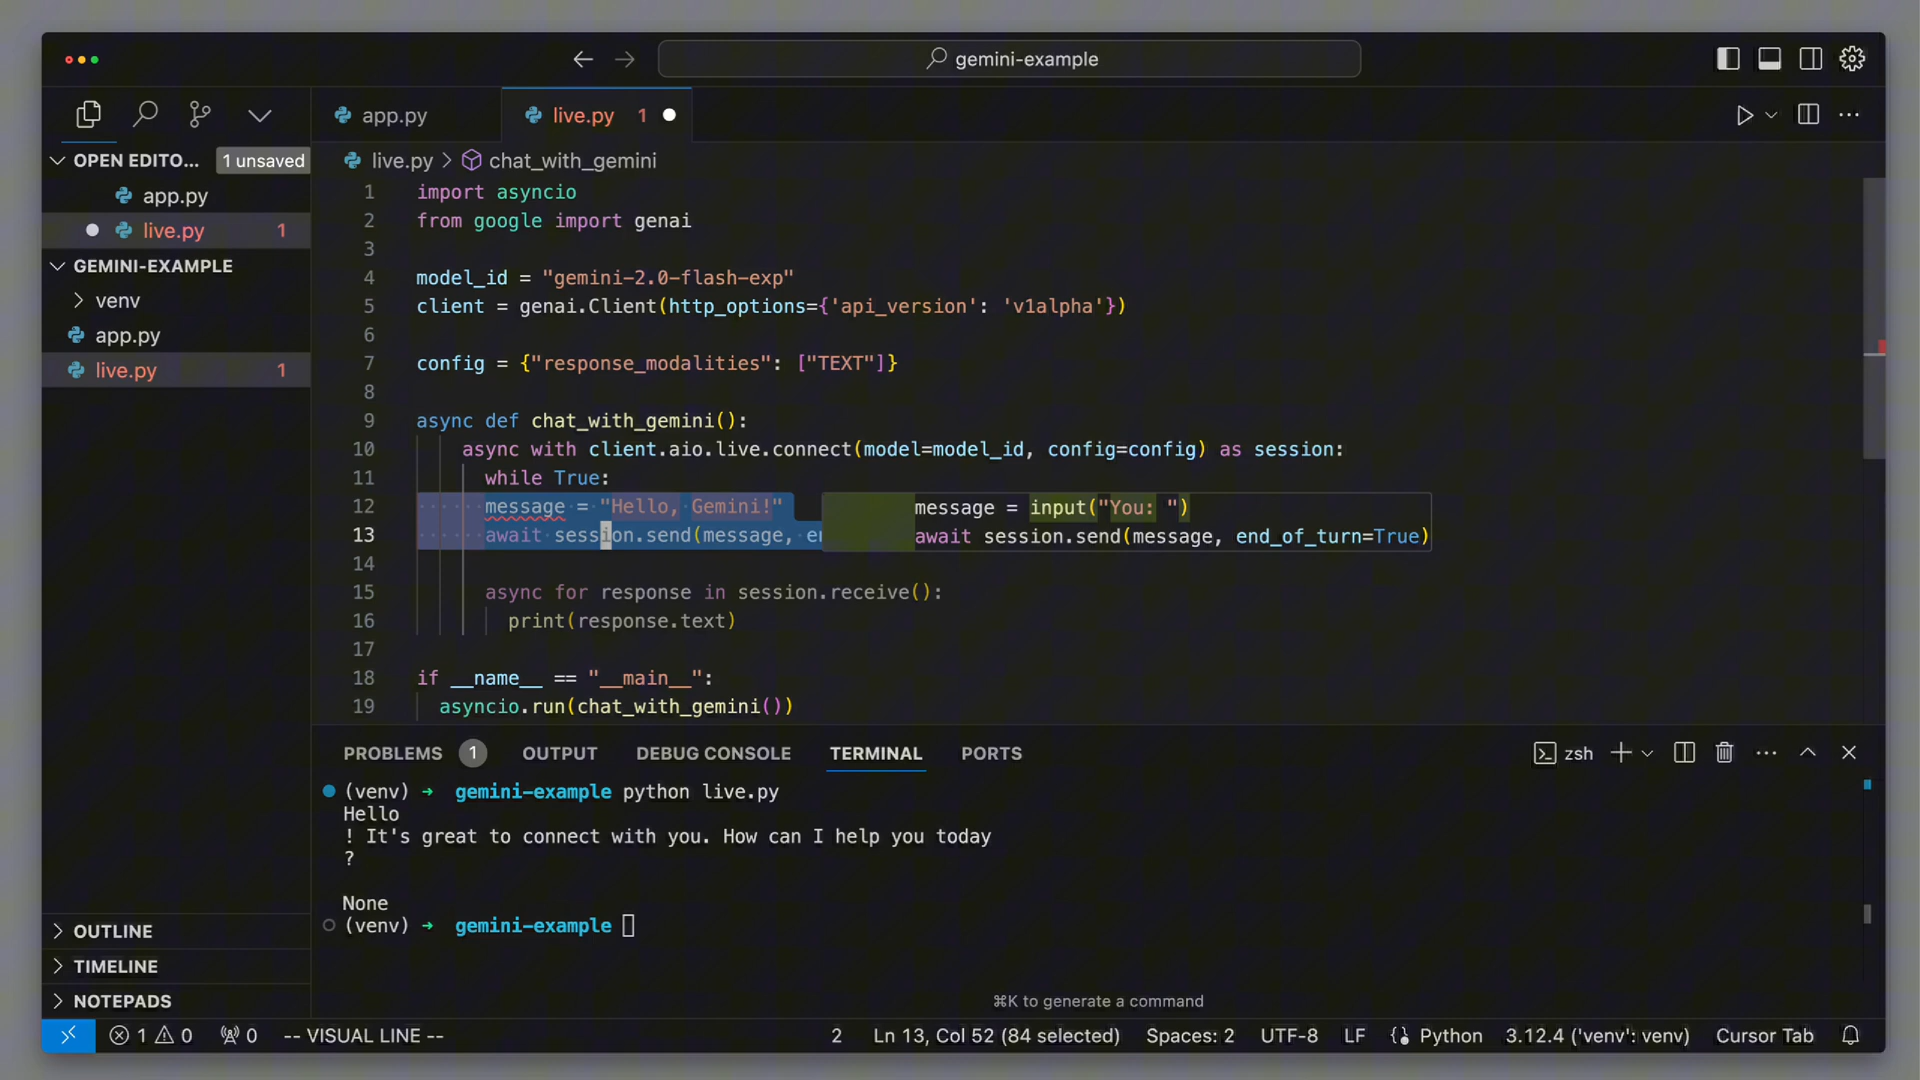 gemini-example
app.py
live.py 1
OPEN EDITO... 1 unsaved
app.py
live.py 1
GEMINI-EXAMPLE
venv
app.py
live.py 1
OUTLINE
TIMELINE
NOTEPADS
live.py > chat_with_gemini
1 import asyncio
2 from google import genai
3
4 model_id = "gemini-2.0-flash-exp"
5 client = genai.Client(http_options={'api_version': 'v1alpha'})
6
7 config = {"response_modalities": ["TEXT"]}
8
9 async def chat_with_gemini():
10 async with client.aio.live.connect(model=model_id, config=config) as session:
11 while True:
12 message = "Hello, Gemini!" message = input("You: ")
13 await session.send(message, en await session.send(message, end_of_turn=True)
14
15 async for response in session.receive():
16 print(response.text)
17
18 if __name__ == "__main__":
19 asyncio.run(chat_with_gemini())
PROBLEMS 1 OUTPUT DEBUG CONSOLE TERMINAL PORTS zsh
(venv) → gemini-example python live.py
Hello
! It's great to connect with you. How can I help you today
?
None
(venv) → gemini-example
⌘K to generate a command
1 0 0 -- VISUAL LINE -- 2 Ln 13, Col 52 (84 selected) Spaces: 2 UTF-8 LF Python 3.12.4 ('venv': venv) Cursor Tab